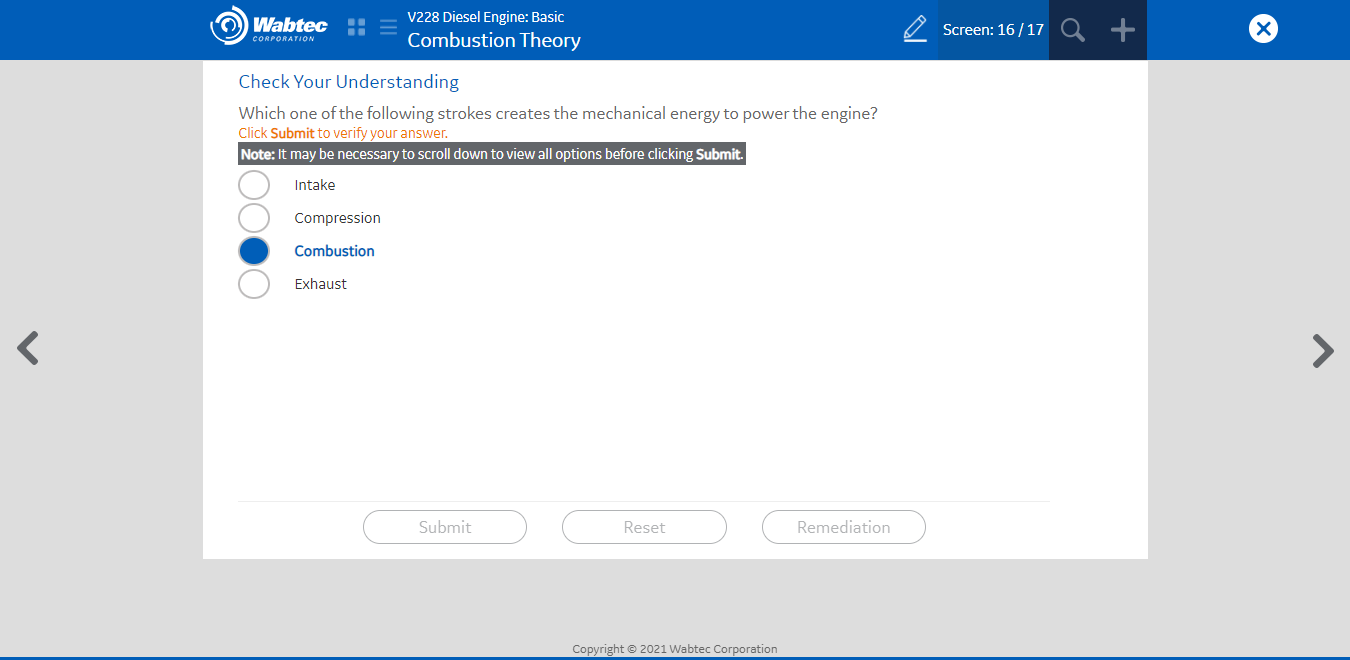 Wabtec
CORPORATION
V228 Diesel Engine: Basic
Combustion Theory
Screen: 16 / 17
Check Your Understanding
Which one of the following strokes creates the mechanical energy to power the engine?
Click Submit to verify your answer.
Note: It may be necessary to scroll down to view all options before clicking Submit.
Intake
Compression
Combustion
Exhaust
Submit
Reset
Remediation
Copyright © 2021 Wabtec Corporation